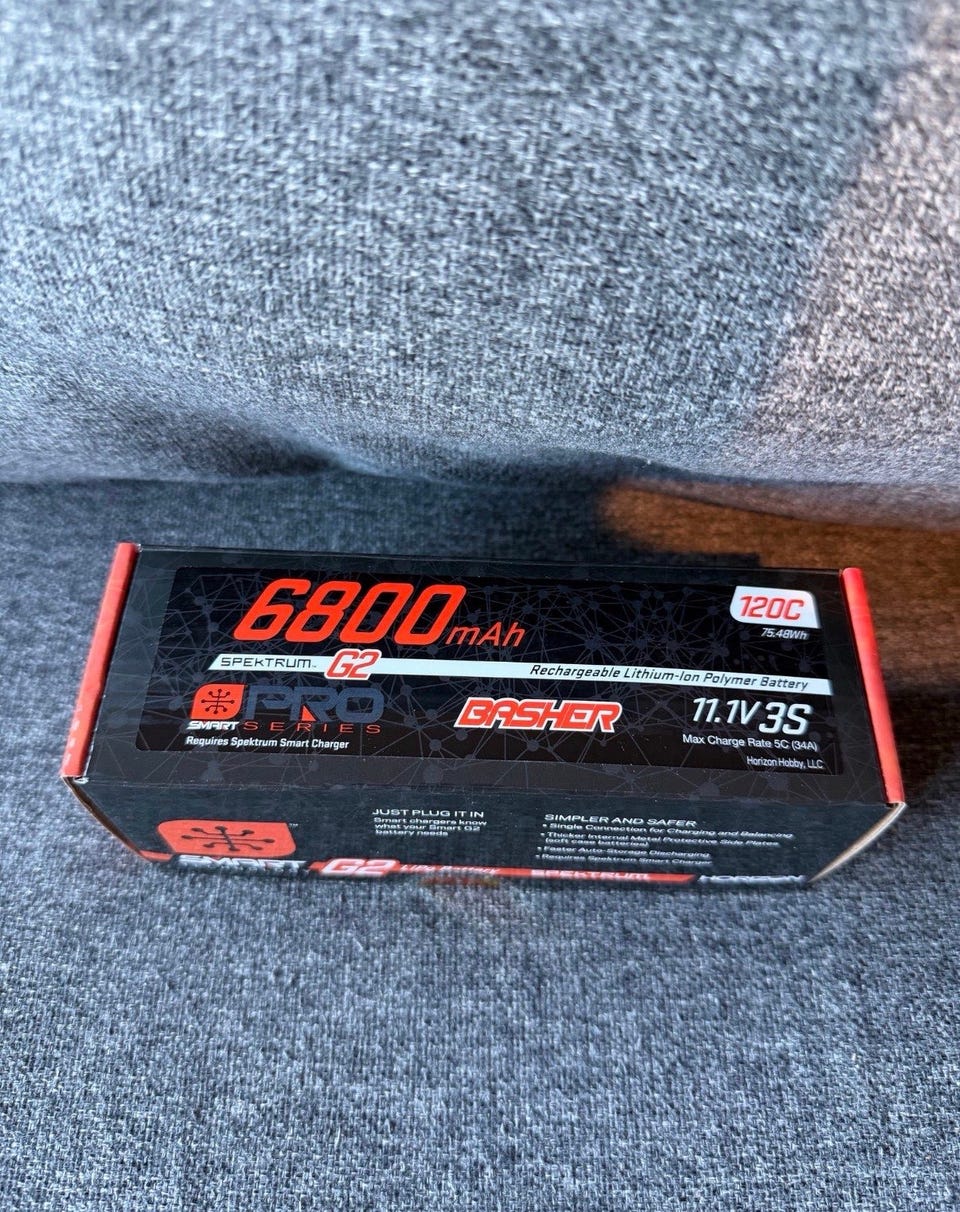 6800mAh
120C
75.48Wh
SPEKTRUM™ G2
Rechargeable Lithium-Ion Polymer Battery
SMART
PRO
SERIES
BASHER
11.1V 3S
Requires Spektrum Smart Charger
Max Charge Rate 5C (34A)
Horizon Hobby, LLC
JUST PLUG IT IN
Smart chargers know
what your Smart G2
battery needs
SIMPLER AND SAFER
• Single Connection for Charging and Balancing
• Thicker Internal Metal Protective Side Plates
(soft case batteries)
• Faster Auto-Storage Discharging
• Requires Spektrum Smart Charger
SMART
G2
SPEKTRUM